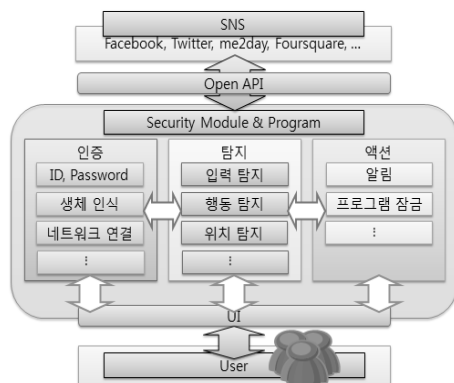 SNS
Facebook, Twitter, me2day, Foursquare, ...
Open API
Security Module & Program
인증
ID, Password
생체 인식
네트워크 연결
⋮
탐지
입력 탐지
행동 탐지
위치 탐지
⋮
액션
알림
프로그램 잠금
⋮
UI
User